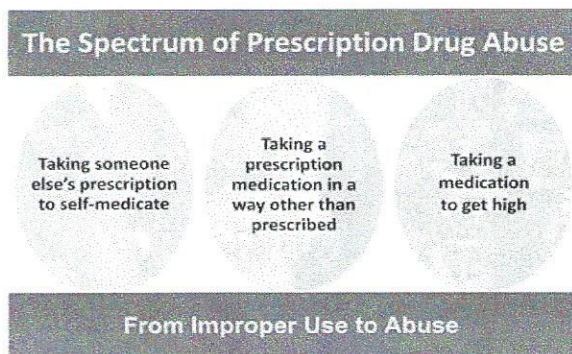 The Spectrum of Prescription Drug Abuse
Taking someone
else's prescription
to self-medicate
Taking a
prescription
medication in a
way other than
prescribed
Taking a
medication
to get high
From Improper Use to Abuse